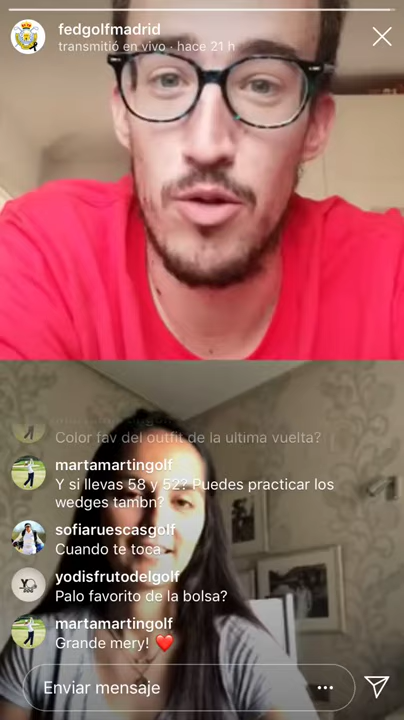 fedgolfmadrid
transmitió en vivo · hace 21 h
Color fav del outfit de la ultima vuelta?
martamartingolf
Y si llevas 58 y 52? Puedes practicar los
wedges tambn?
sofiaruescasgolf
Cuando te toca
yodisfrutodelgolf
Palo favorito de la bolsa?
martamartingolf
Grande mery! ❤️
Enviar mensaje